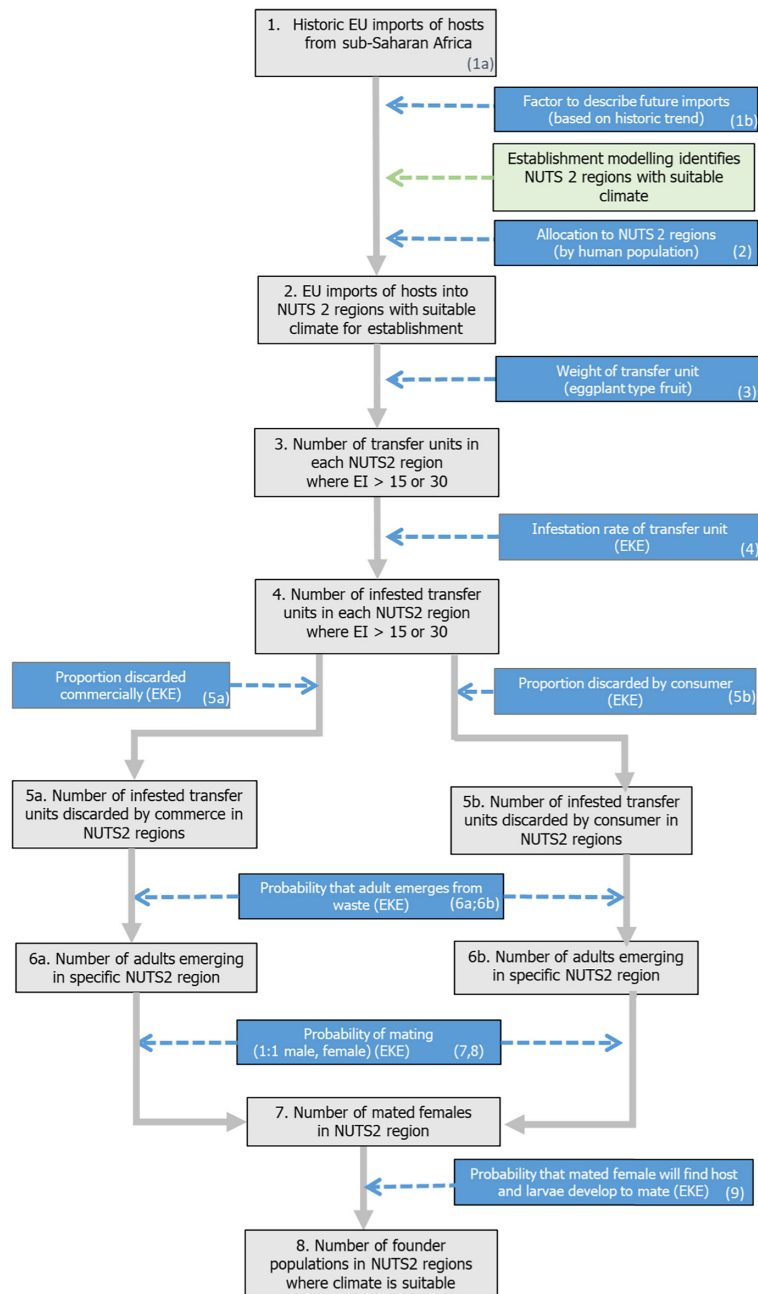 1. Historic EU imports of hosts
from sub-Saharan Africa
(1a)
Factor to describe future imports
(based on historic trend)
(1b)
Establishment modelling identifies
NUTS 2 regions with suitable
climate
Allocation to NUTS 2 regions
(by human population)
(2)
2. EU imports of hosts into
NUTS 2 regions with suitable
climate for establishment
Weight of transfer unit
(eggplant type fruit)
(3)
3. Number of transfer units in
each NUTS2 region
where EI > 15 or 30
Infestation rate of transfer unit
(EKE)
(4)
4. Number of infested transfer
units in each NUTS2 region
where EI > 15 or 30
Proportion discarded
commercially (EKE)
(5a)
Proportion discarded by consumer
(EKE)
(5b)
5a. Number of infested transfer
units discarded by commerce in
NUTS2 regions
5b. Number of infested transfer
units discarded by consumer in
NUTS2 regions
Probability that adult emerges from
waste (EKE)
(6a;6b)
6a. Number of adults emerging
in specific NUTS2 region
6b. Number of adults emerging
in specific NUTS2 region
Probability of mating
(1:1 male, female) (EKE)
(7,8)
7. Number of mated females
in NUTS2 region
Probability that mated female will find host
and larvae develop to mate (EKE)
(9)
8. Number of founder
populations in NUTS2 regions
where climate is suitable